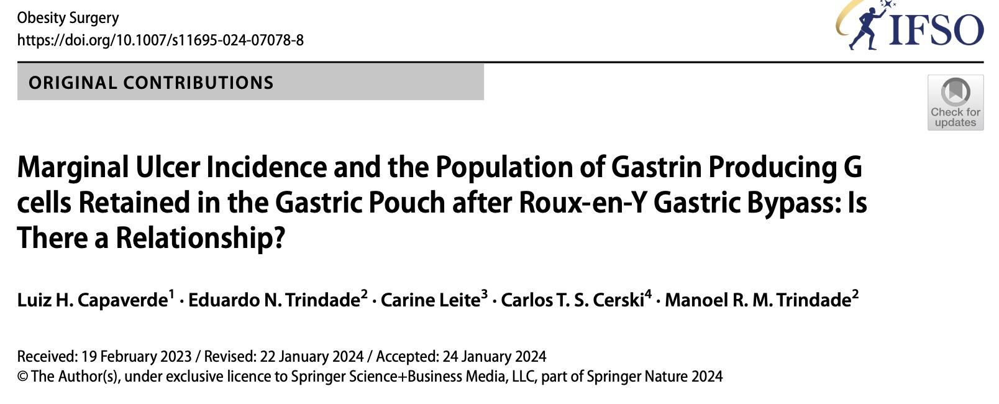 Obesity Surgery
https://doi.org/10.1007/s11695-024-07078-8
IFSO
ORIGINAL CONTRIBUTIONS
Check for
updates
Marginal Ulcer Incidence and the Population of Gastrin Producing G
cells Retained in the Gastric Pouch after Roux-en-Y Gastric Bypass: Is
There a Relationship?
Luiz H. Capaverde1 · Eduardo N. Trindade2 · Carine Leite3 · Carlos T. S. Cerski4 · Manoel R. M. Trindade2
Received: 19 February 2023 / Revised: 22 January 2024 / Accepted: 24 January 2024
© The Author(s), under exclusive licence to Springer Science+Business Media, LLC, part of Springer Nature 2024